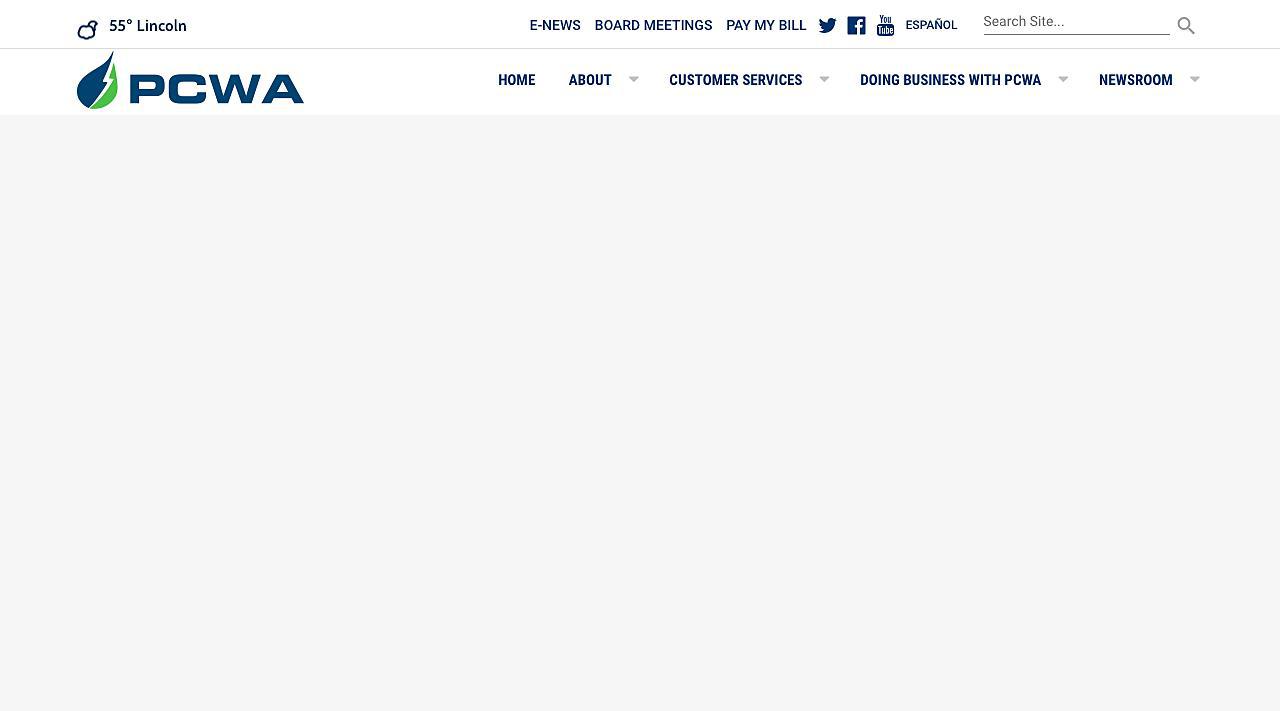 55° Lincoln
E-NEWS BOARD MEETINGS PAY MY BILL You Tube ESPAÑOL Search Site...
PCWA
HOME ABOUT CUSTOMER SERVICES DOING BUSINESS WITH PCWA NEWSROOM